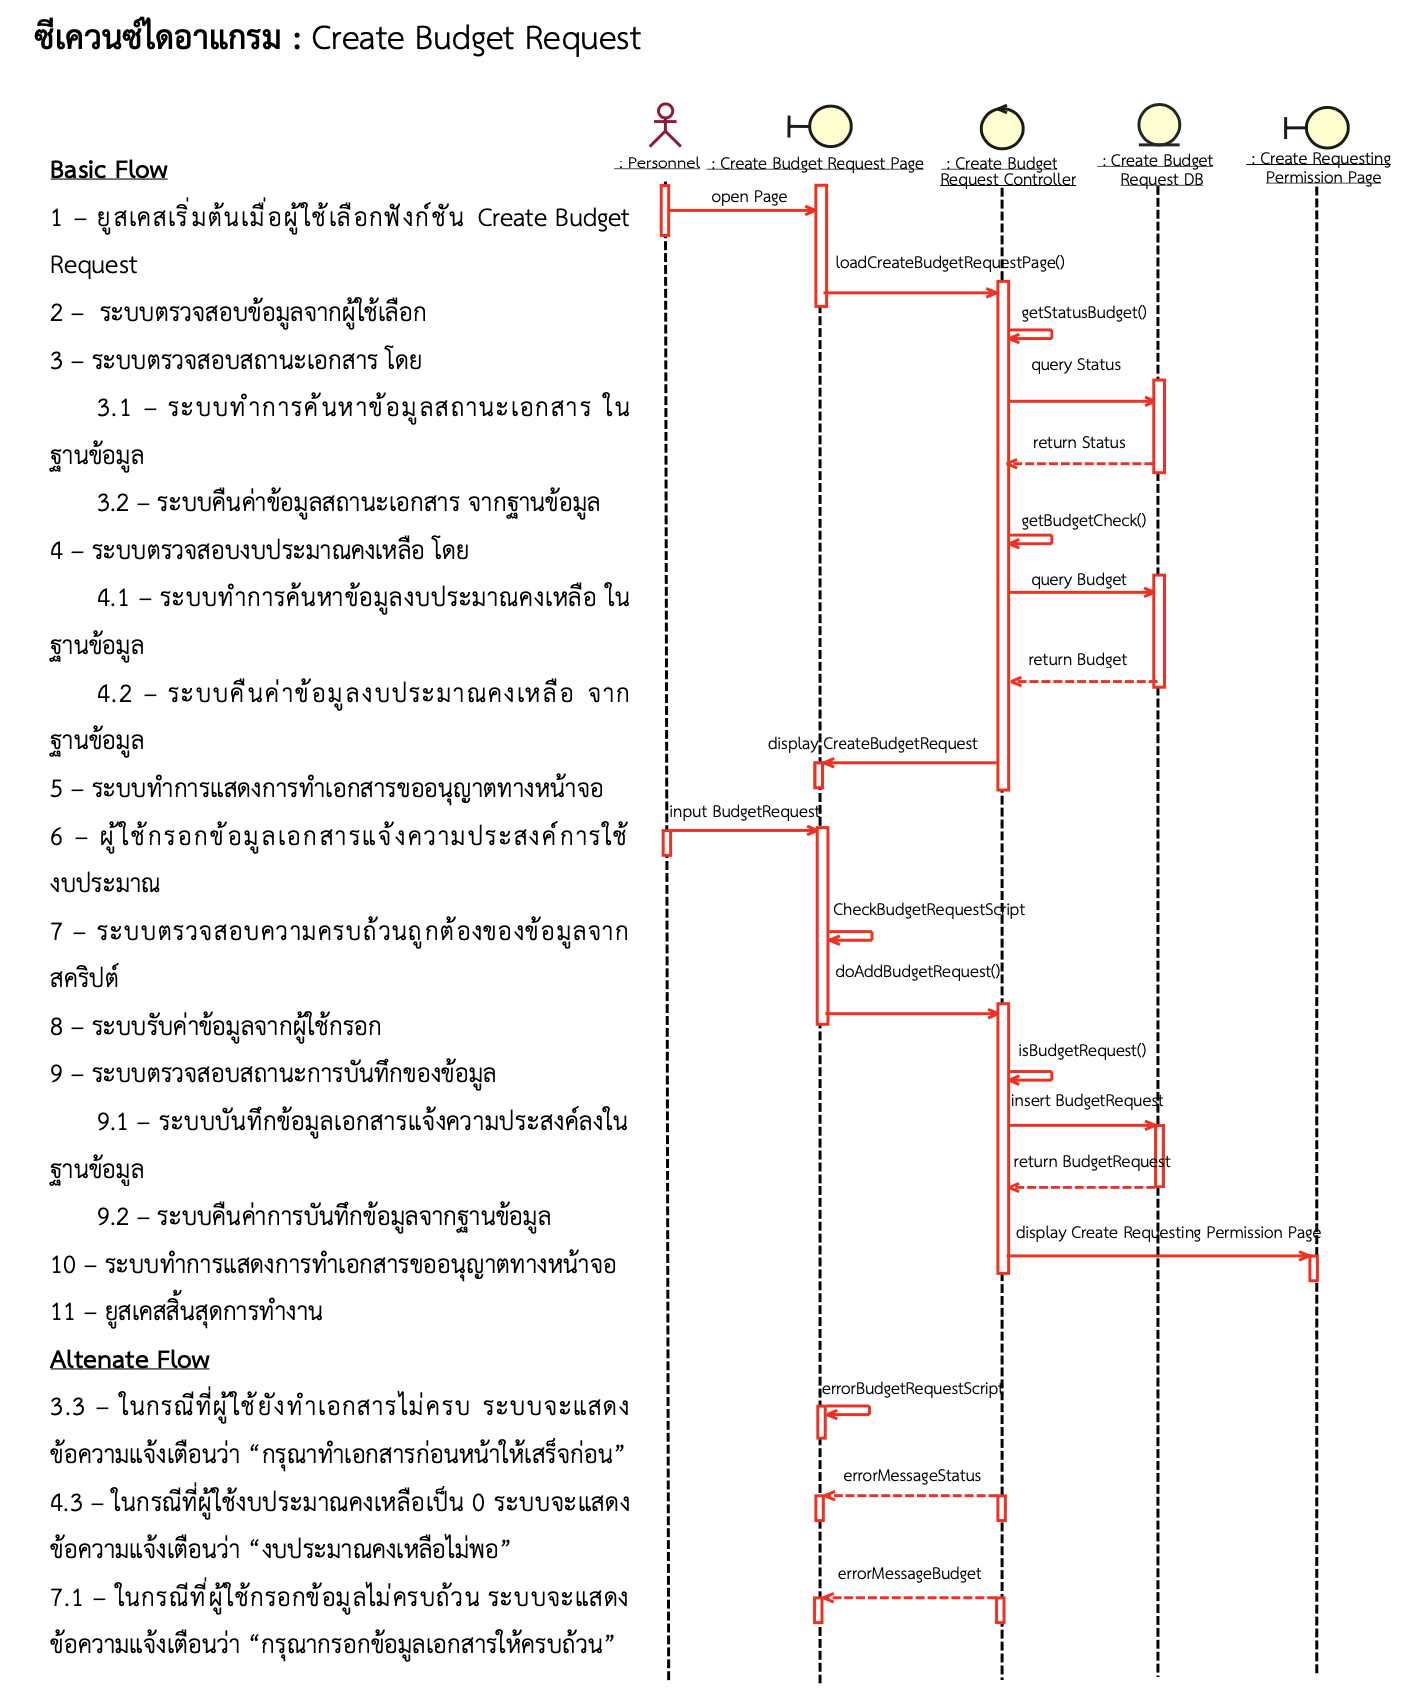 ซีเควนซ์ไดอาแกรม : Create Budget Request
: Personnel
: Create Budget Request Page
: Create Budget
Request Controller
: Create Budget
Request DB
: Create Requesting
Permission Page
Basic Flow
1 – ยูสเคสเริ่มต้นเมื่อผู้ใช้เลือกฟังก์ชัน Create Budget
Request
2 – ระบบตรวจสอบข้อมูลจากผู้ใช้เลือก
3 – ระบบตรวจสอบสถานะเอกสาร โดย
3.1 – ระบบทำการค้นหาข้อมูลสถานะเอกสาร ใน
ฐานข้อมูล
3.2 – ระบบคืนค่าข้อมูลสถานะเอกสาร จากฐานข้อมูล
4 – ระบบตรวจสอบงบประมาณคงเหลือ โดย
4.1 – ระบบทำการค้นหาข้อมูลงบประมาณคงเหลือ ใน
ฐานข้อมูล
4.2 – ระบบคืนค่าข้อมูลงบประมาณคงเหลือ จาก
ฐานข้อมูล
5 – ระบบทำการแสดงการทำเอกสารขออนุญาตทางหน้าจอ
6 – ผู้ใช้กรอกข้อมูลเอกสารแจ้งความประสงค์การใช้
งบประมาณ
7 – ระบบตรวจสอบความครบถ้วนถูกต้องของข้อมูลจาก
สคริปต์
8 – ระบบรับค่าข้อมูลจากผู้ใช้กรอก
9 – ระบบตรวจสอบสถานะการบันทึกของข้อมูล
9.1 – ระบบบันทึกข้อมูลเอกสารแจ้งความประสงค์ลงใน
ฐานข้อมูล
9.2 – ระบบคืนค่าการบันทึกข้อมูลจากฐานข้อมูล
10 – ระบบทำการแสดงการทำเอกสารขออนุญาตทางหน้าจอ
11 – ยูสเคสสิ้นสุดการทำงาน
Altenate Flow
3.3 – ในกรณีที่ผู้ใช้ยังทำเอกสารไม่ครบ ระบบจะแสดง
ข้อความแจ้งเตือนว่า “กรุณาทำเอกสารก่อนหน้าให้เสร็จก่อน”
4.3 – ในกรณีที่ผู้ใช้งบประมาณคงเหลือเป็น 0 ระบบจะแสดง
ข้อความแจ้งเตือนว่า “งบประมาณคงเหลือไม่พอ”
7.1 – ในกรณีที่ผู้ใช้กรอกข้อมูลไม่ครบถ้วน ระบบจะแสดง
ข้อความแจ้งเตือนว่า “กรุณากรอกข้อมูลเอกสารให้ครบถ้วน”
open Page
loadCreateBudgetRequestPage()
getStatusBudget()
query Status
return Status
getBudgetCheck()
query Budget
return Budget
display CreateBudgetRequest
input BudgetRequest
CheckBudgetRequestScript
doAddBudgetRequest()
isBudgetRequest()
insert BudgetRequest
return BudgetRequest
display Create Requesting Permission Page
errorBudgetRequestScript
errorMessageStatus
errorMessageBudget